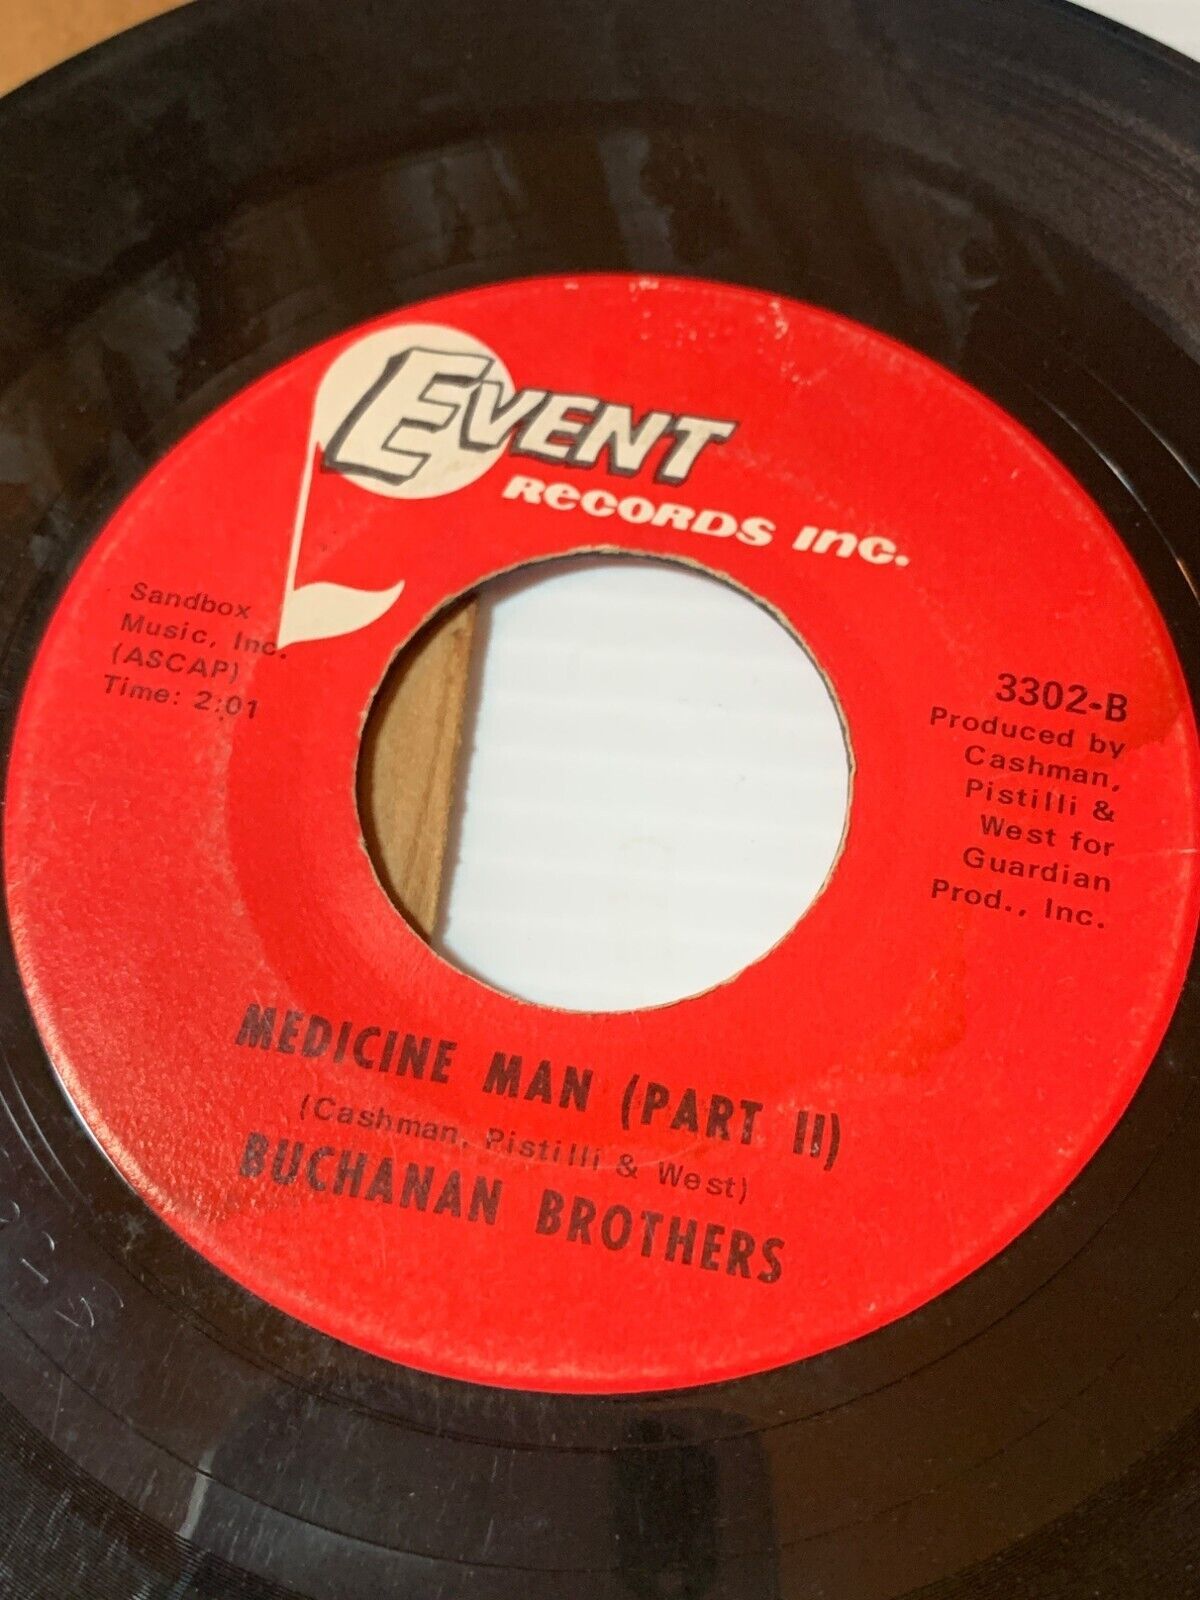 EVENT
RECORDS INC.
Sandbox
Music, Inc.
(ASCAP)
Time: 2:01
3302-B
Produced by
Cashman,
Pistilli &
West for
Guardian
Prod., Inc.
MEDICINE MAN (PART II)
(Cashman, Pistilli & West)
BUCHANAN BROTHERS